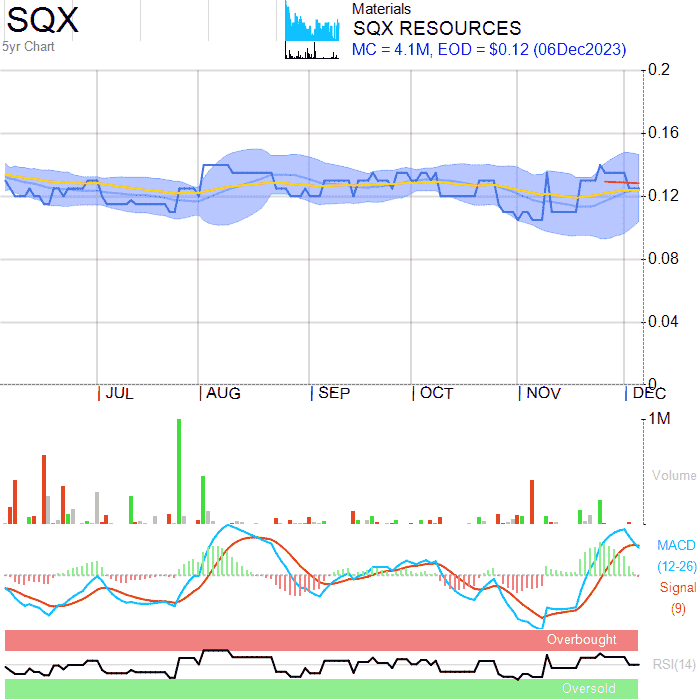 SQX
5yr Chart
Materials
SQX RESOURCES
MC = 4.1M, EOD = $0.12 (06Dec2023)
0.2
0.16
0.12
0.08
0.04
0
JUL AUG SEP OCT NOV DEC
1M
Volume
MACD
(12-26)
Signal
(9)
Overbought
RSI(14)
Oversold